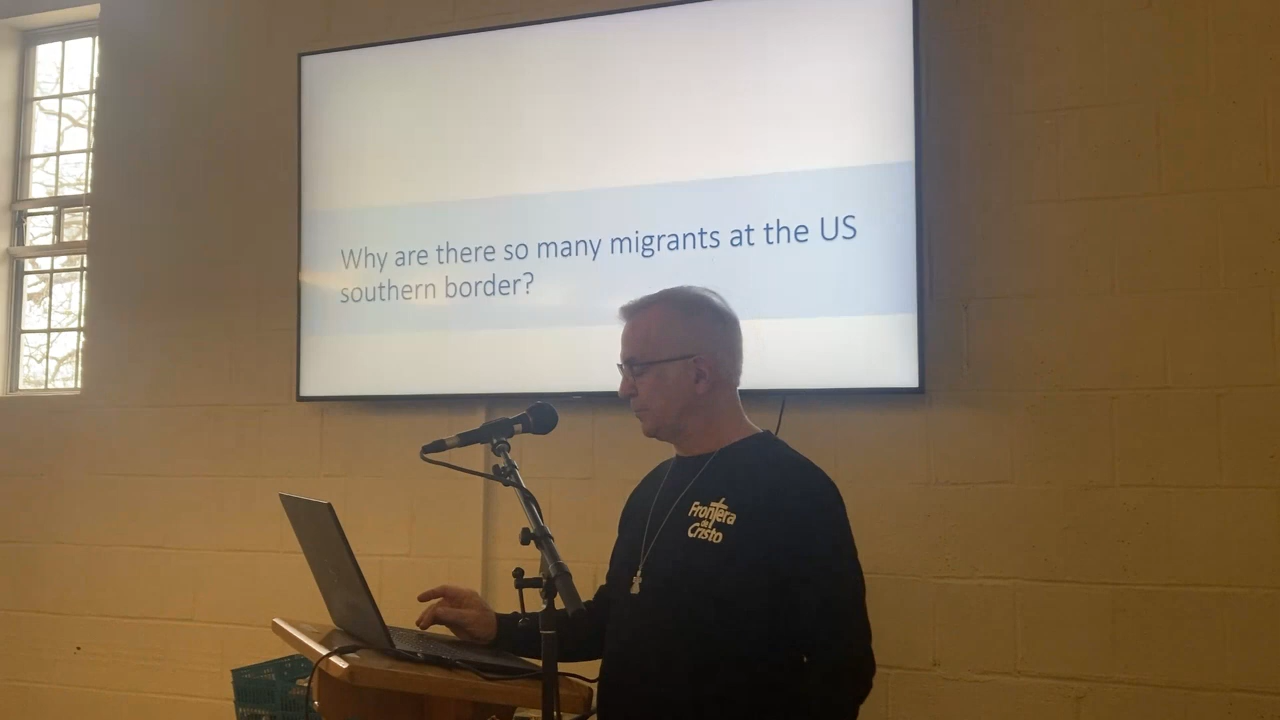 Why are there so many migrants at the US
southern border?
Frontera
de
Cristo